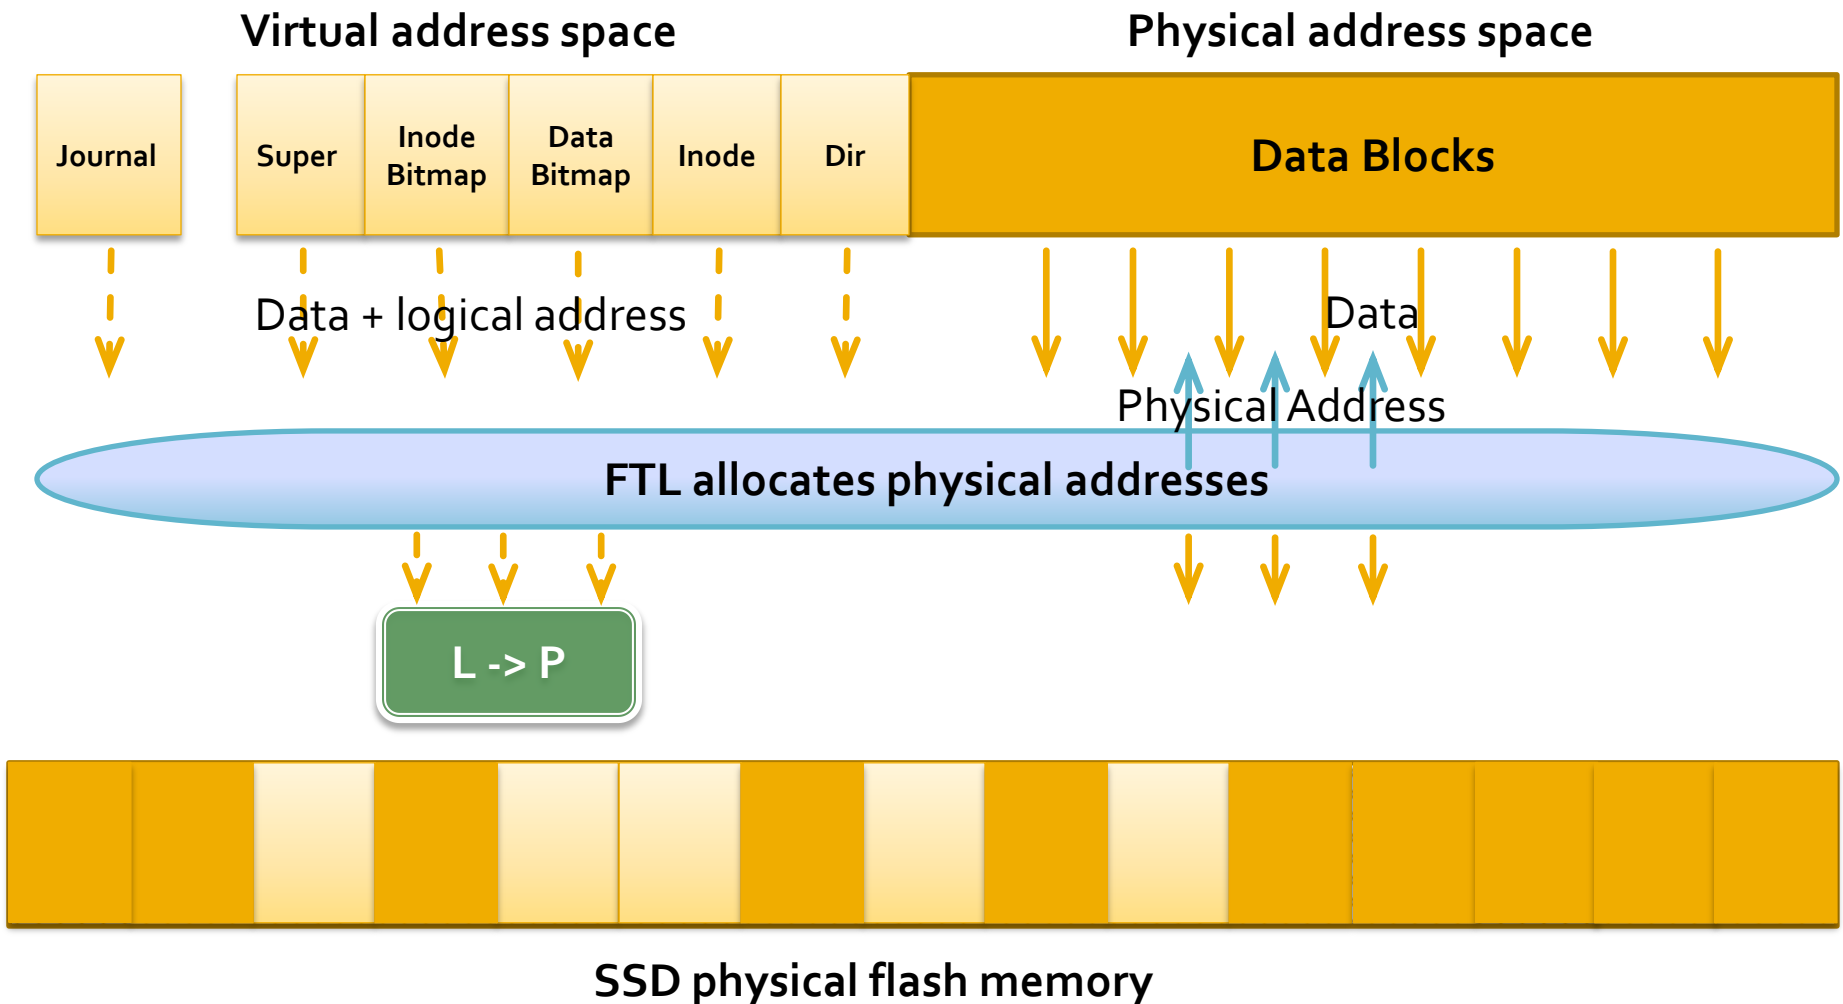 Virtual address space
Physical address space
Journal
Super
Inode
Bitmap
Data
Bitmap
Inode
Dir
Data Blocks
Data + logical address
Data
Physical Address
FTL allocates physical addresses
L -> P
SSD physical flash memory